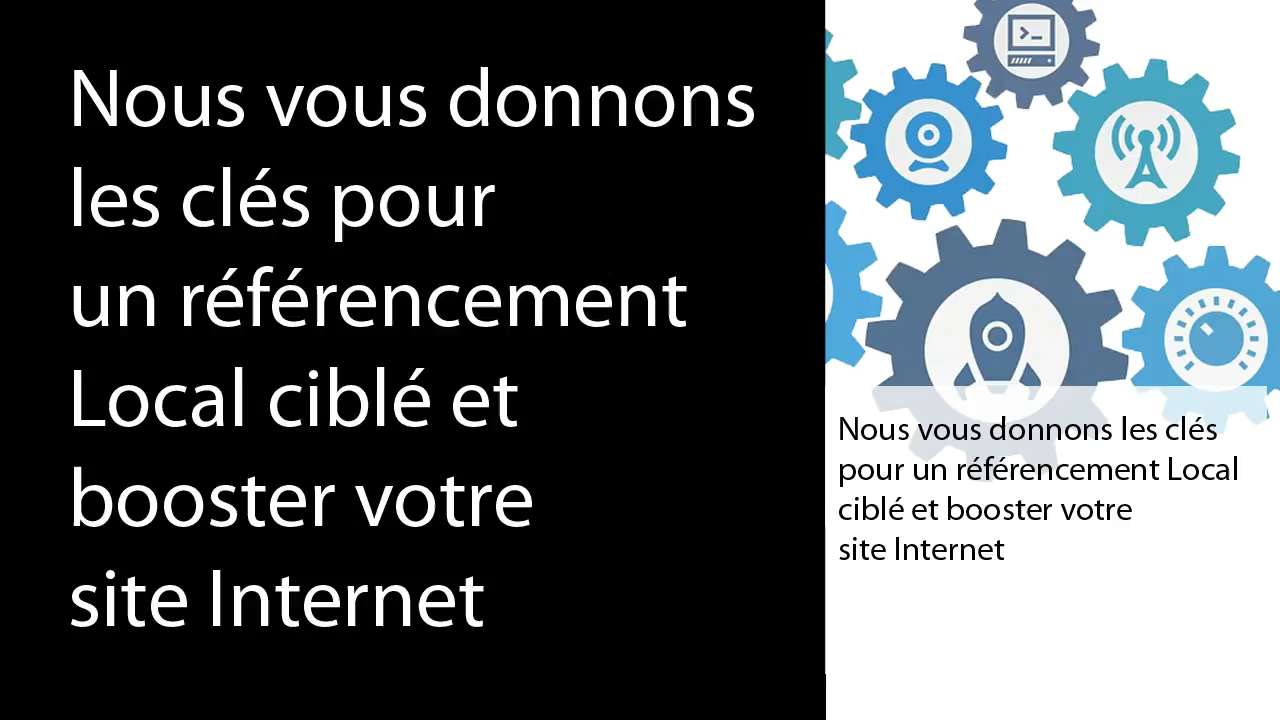 Nous vous donnons
les clés pour
un référencement
Local ciblé et
booster votre
site Internet
Nous vous donnons les clés
pour un référencement Local
ciblé et booster votre
site Internet